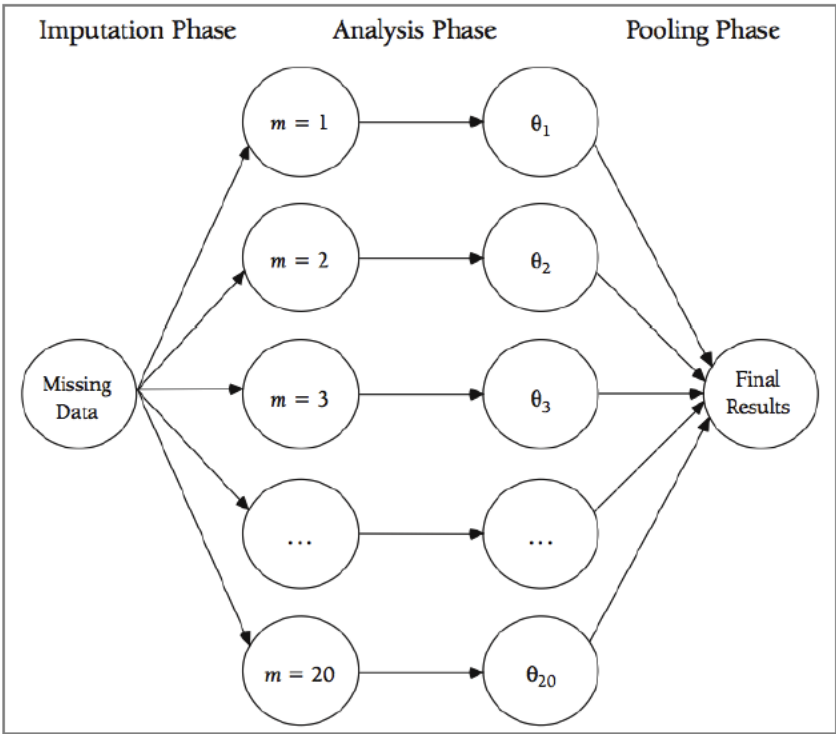 Imputation Phase
Analysis Phase
Pooling Phase
m = 1
θ₁
m = 2
θ₂
Missing
Data
m = 3
θ₃
Final
Results
...
...
m = 20
θ₂₀